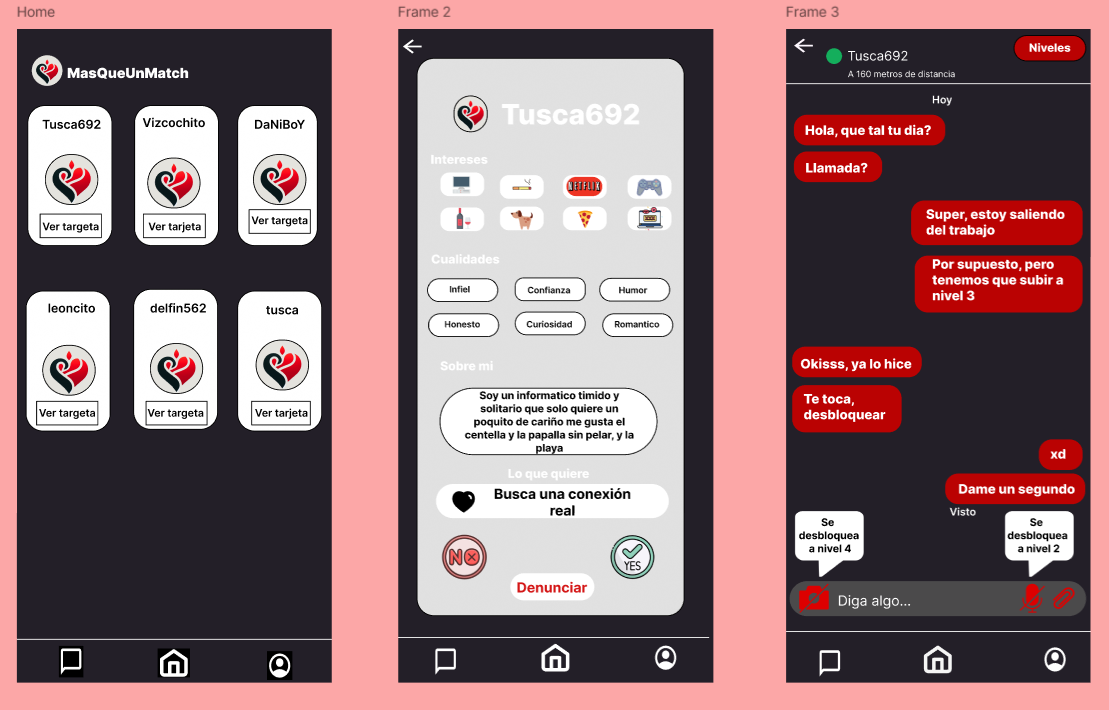 Home
MasQueUnMatch
Tusca692
Vizcochito
DaNiBoY
Ver targeta
Ver tarjeta
Ver targeta
leoncito
delfin562
tusca
Ver targeta
Ver targeta
Ver tarjeta
Frame 2
Tusca692
Intereses
NETFLIX
Cualidades
Infiel
Confianza
Humor
Honesto
Curiosidad
Romantico
Sobre mi
Soy un informatico timido y
solitario que solo quiere un
poquito de cariño me gusta el
centella y la papalla sin pelar, y la
playa
Lo que quiere
Busca una conexión
real
NO
YES
Denunciar
Frame 3
Tusca692
A 160 metros de distancia
Niveles
Hoy
Hola, que tal tu dia?
Llamada?
Super, estoy saliendo
del trabajo
Por supuesto, pero
tenemos que subir a
nivel 3
Okisss, ya lo hice
Te toca,
desbloquear
xd
Dame un segundo
Visto
Se
desbloquea
a nivel 4
Se
desbloquea
a nivel 2
Diga algo...